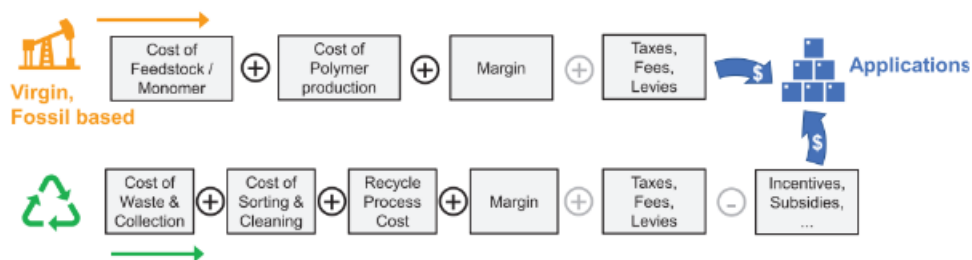 Virgin,
Fossil based
Cost of
Feedstock /
Monomer
+
Cost of
Polymer
production
+
Margin
+
Taxes,
Fees,
Levies
$
Applications
$
Cost of
Waste &
Collection
+
Cost of
Sorting &
Cleaning
+
Recycle
Process
Cost
+
Margin
+
Taxes,
Fees,
Levies
-
Incentives,
Subsidies,
...